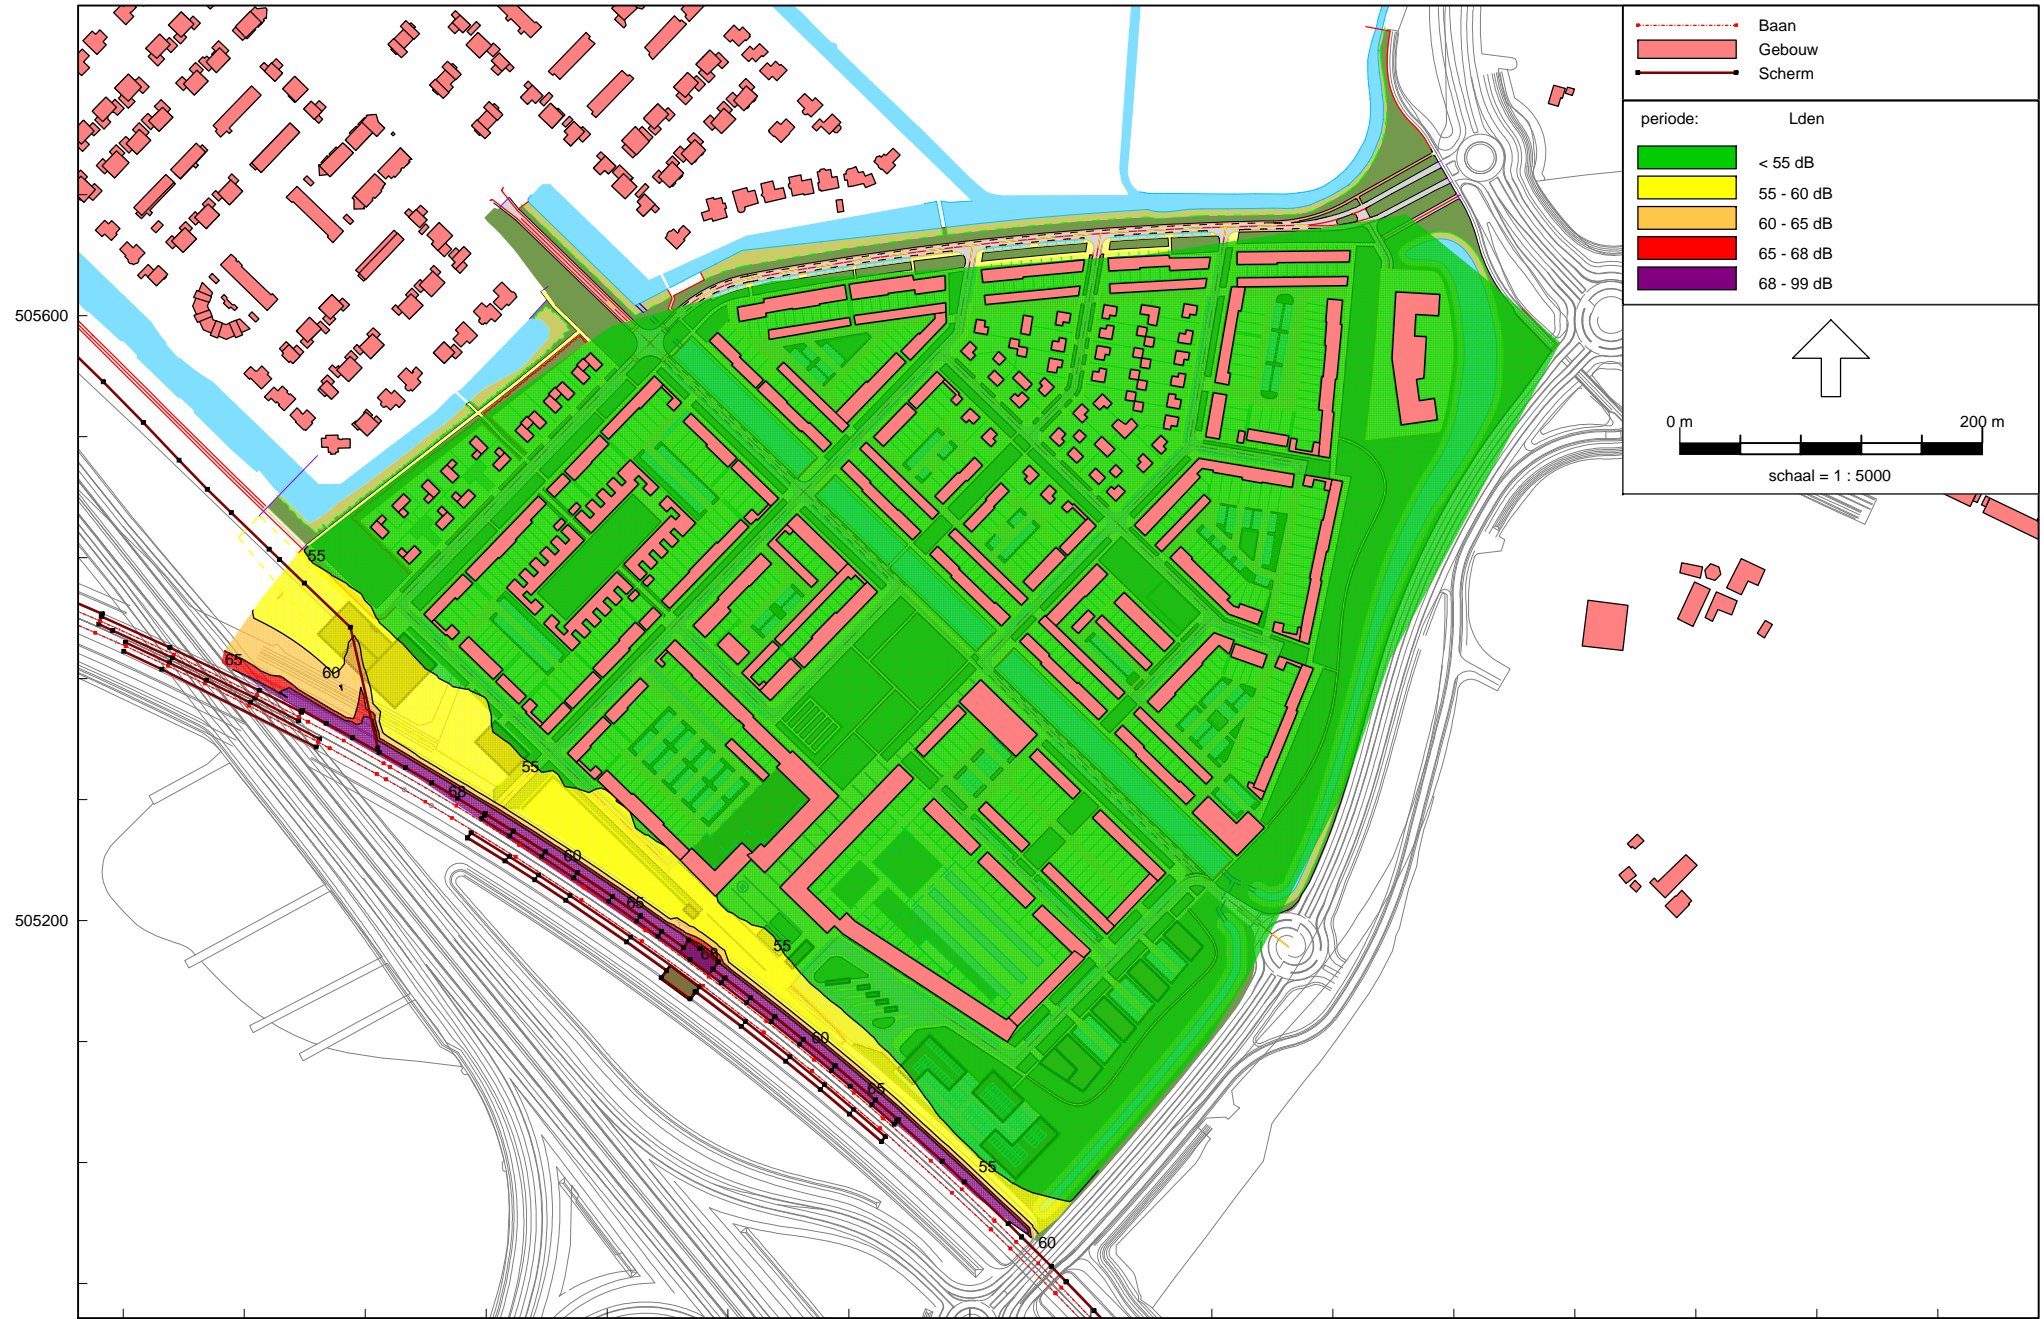 Baan
Gebouw
Scherm
periode: Lden
< 55 dB
55 - 60 dB
60 - 65 dB
65 - 68 dB
68 - 99 dB
0 m 200 m
schaal = 1 : 5000
505600
505200
55
65
60
55
68
60
65
68
55
60
65
55
60